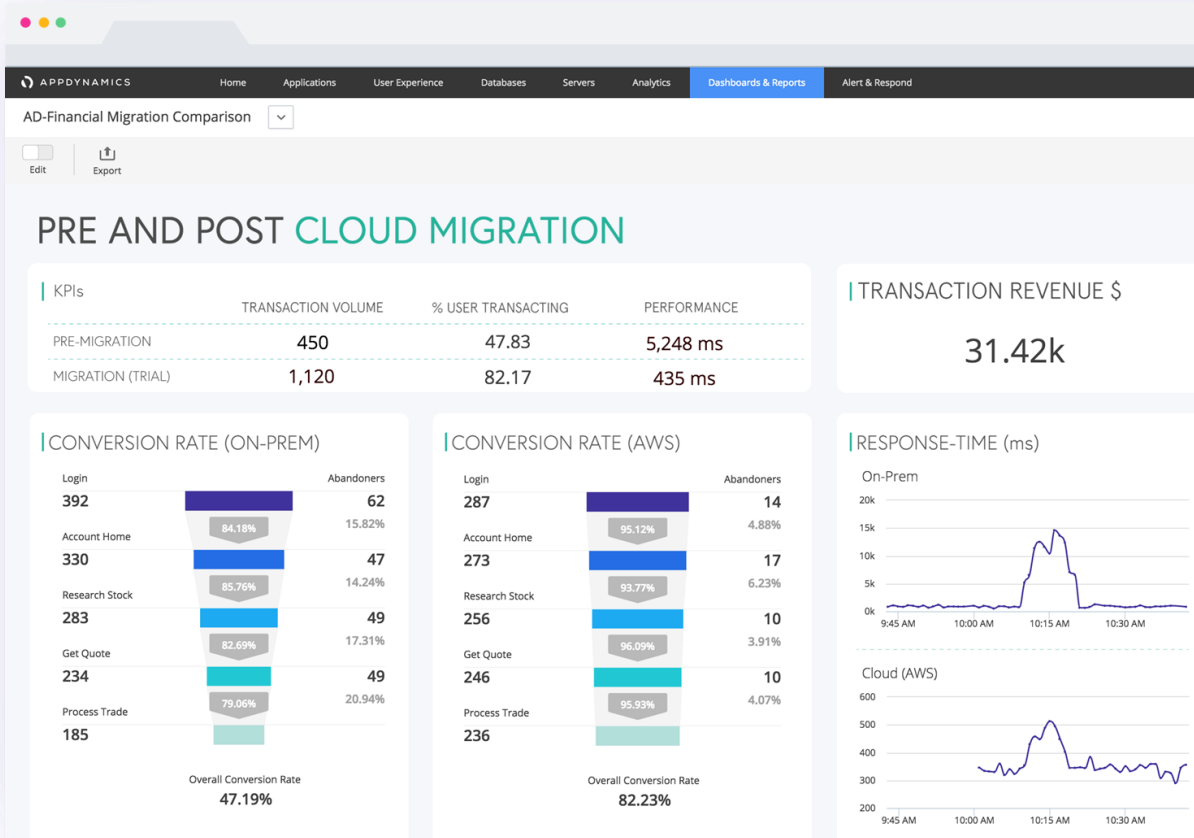 APPDYNAMICS Home Applications User Experience Databases Servers Analytics Dashboards & Reports Alert & Respond
AD-Financial Migration Comparison
Edit Export
PRE AND POST CLOUD MIGRATION
KPIs
TRANSACTION VOLUME % USER TRANSACTING PERFORMANCE
PRE-MIGRATION 450 47.83 5,248 ms
MIGRATION (TRIAL) 1,120 82.17 435 ms
TRANSACTION REVENUE $
31.42k
CONVERSION RATE (ON-PREM)
Login Abandoners
392 62
84.18% 15.82%
Account Home
330 47
85.76% 14.24%
Research Stock
283 49
82.69% 17.31%
Get Quote
234 49
79.06% 20.94%
Process Trade
185
Overall Conversion Rate
47.19%
CONVERSION RATE (AWS)
Login Abandoners
287 14
95.12% 4.88%
Account Home
273 17
93.77% 6.23%
Research Stock
256 10
96.09% 3.91%
Get Quote
246 10
95.93% 4.07%
Process Trade
236
Overall Conversion Rate
82.23%
RESPONSE-TIME (ms)
On-Prem
20k
15k
10k
5k
0k
9:45 AM 10:00 AM 10:15 AM 10:30 AM
Cloud (AWS)
600
500
400
300
200
9:45 AM 10:00 AM 10:15 AM 10:30 AM